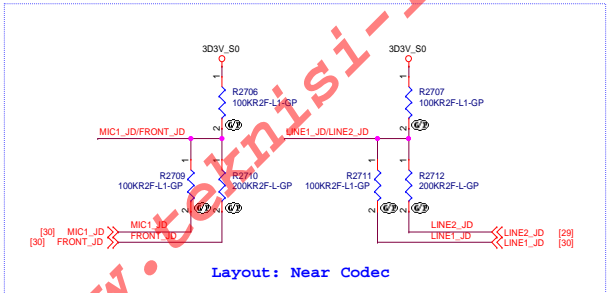 3D3V_S0
3D3V_S0
1
1
R2706
100KR2F-L1-GP
R2707
100KR2F-L1-GP
2
2
MIC1_JD/FRONT_JD
LINE1_JD/LINE2_JD
1
1
1
1
R2709
100KR2F-L1-GP
R2710
200KR2F-L-GP
R2711
100KR2F-L1-GP
R2712
200KR2F-L-GP
2
2
2
2
[30] MIC1_JD
MIC1_JD
[30] FRONT_JD
FRONT_JD
LINE2_JD
LINE2_JD [29]
LINE1_JD
LINE1_JD [30]
Layout: Near Codec
www.teknisi-